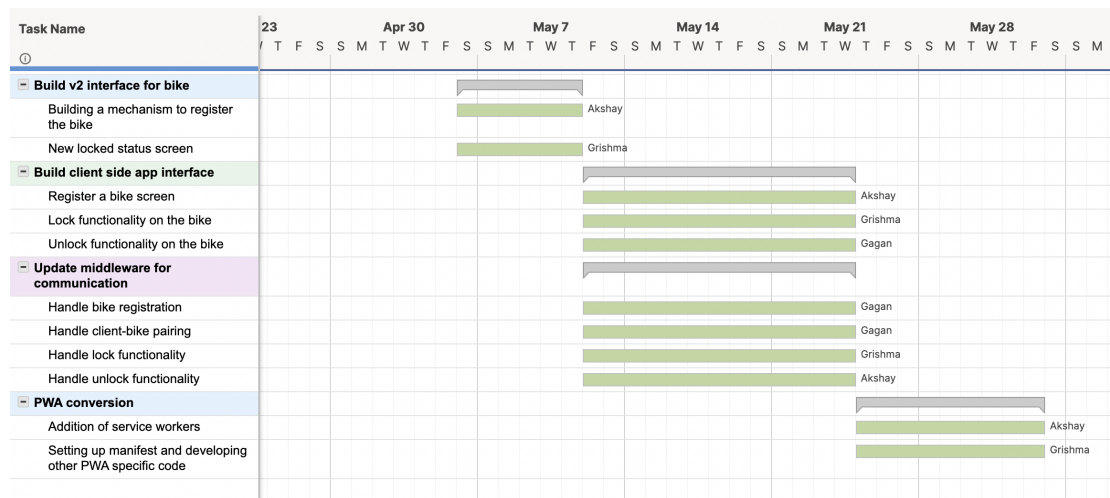 Task Name
23 Apr 30 May 7 May 14 May 21 May 28
T F S S M T W T F S S M T W T F S S M T W T F S S M T W T F S S M T W T F S S M
Build v2 interface for bike
Building a mechanism to register
the bike
Akshay
New locked status screen
Grishma
Build client side app interface
Register a bike screen
Akshay
Lock functionality on the bike
Grishma
Unlock functionality on the bike
Gagan
Update middleware for
communication
Handle bike registration
Gagan
Handle client-bike pairing
Gagan
Handle lock functionality
Grishma
Handle unlock functionality
Akshay
PWA conversion
Addition of service workers
Akshay
Setting up manifest and developing
other PWA specific code
Grishma